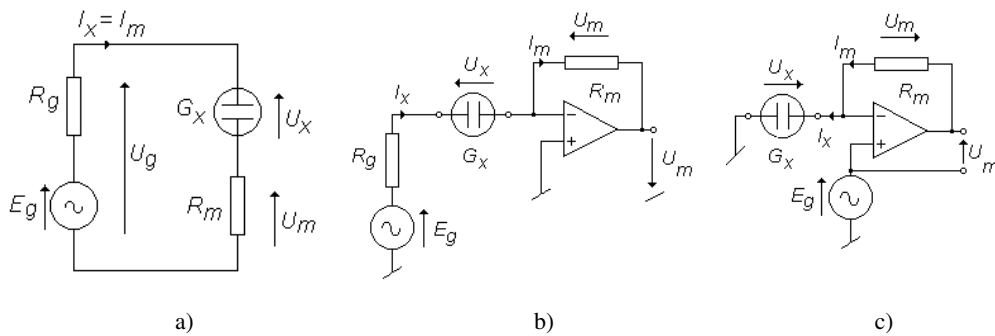 I_x = I_m
R_g
U_g
E_g
G_x
U_x
R_m
U_m
a)
R_g
E_g
I_x
U_x
G_x
I_m
U_m
R_m
U_m
b)
U_x
G_x
I_x
I_m
U_m
R_m
E_g
U_m
c)